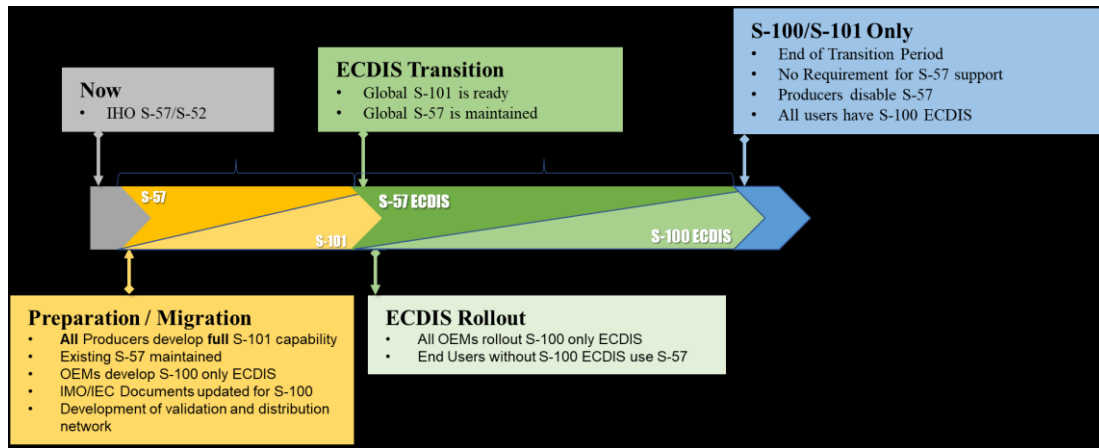 S-100/S-101 Only
• End of Transition Period
• No Requirement for S-57 support
• Producers disable S-57
• All users have S-100 ECDIS
ECDIS Transition
• Global S-101 is ready
• Global S-57 is maintained
Now
• IHO S-57/S-52
S-57
S-101
S-57 ECDIS
S-100 ECDIS
Preparation / Migration
• All Producers develop full S-101 capability
• Existing S-57 maintained
• OEMs develop S-100 only ECDIS
• IMO/IEC Documents updated for S-100
• Development of validation and distribution
network
ECDIS Rollout
• All OEMs rollout S-100 only ECDIS
• End Users without S-100 ECDIS use S-57